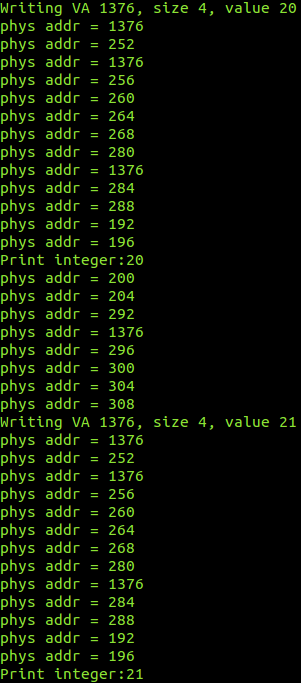 Writing VA 1376, size 4, value 20
phys addr = 1376
phys addr = 252
phys addr = 1376
phys addr = 256
phys addr = 260
phys addr = 264
phys addr = 268
phys addr = 280
phys addr = 1376
phys addr = 284
phys addr = 288
phys addr = 192
phys addr = 196
Print integer:20
phys addr = 200
phys addr = 204
phys addr = 292
phys addr = 1376
phys addr = 296
phys addr = 300
phys addr = 304
phys addr = 308
Writing VA 1376, size 4, value 21
phys addr = 1376
phys addr = 252
phys addr = 1376
phys addr = 256
phys addr = 260
phys addr = 264
phys addr = 268
phys addr = 280
phys addr = 1376
phys addr = 284
phys addr = 288
phys addr = 192
phys addr = 196
Print integer:21